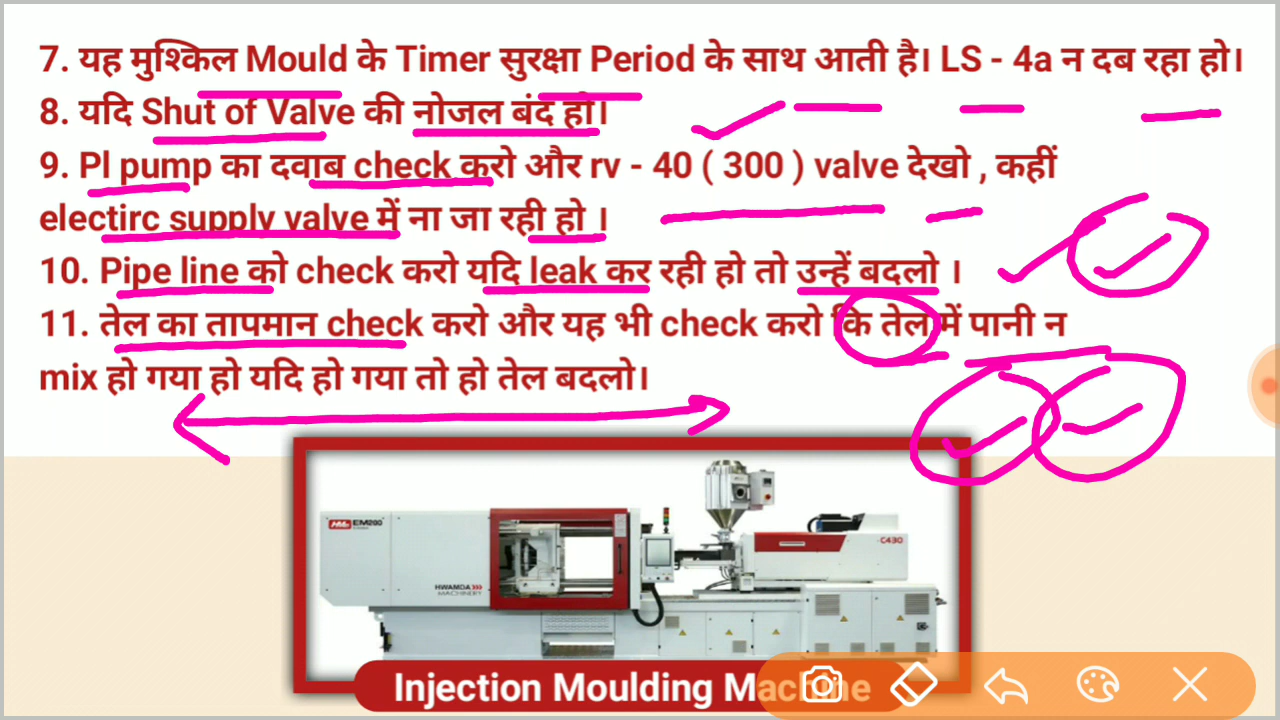 7. यह मुश्किल Mould के Timer सुरक्षा Period के साथ आती है। LS - 4a न दब रहा हो।
8. यदि Shut of Valve की नोजल बंद हो।
9. Pl pump का दवाब check करो और rv - 40 ( 300 ) valve देखो , कहीं
electirc supply valve में ना जा रही हो ।
10. Pipe line को check करो यदि leak कर रही हो तो उन्हें बदलो ।
11. तेल का तापमान check करो और यह भी check करो कि तेल में पानी न
mix हो गया हो यदि हो गया तो हो तेल बदलो।
HMs EM280
C430
HWAMDA
MACHINERY
Injection Moulding Machine